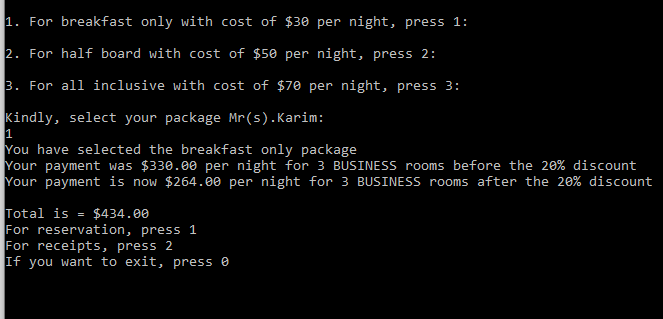 1. For breakfast only with cost of $30 per night, press 1:
2. For half board with cost of $50 per night, press 2:
3. For all inclusive with cost of $70 per night, press 3:
Kindly, select your package Mr(s).Karim:
1
You have selected the breakfast only package
Your payment was $330.00 per night for 3 BUSINESS rooms before the 20% discount
Your payment is now $264.00 per night for 3 BUSINESS rooms after the 20% discount
Total is = $434.00
For reservation, press 1
For receipts, press 2
If you want to exit, press 0